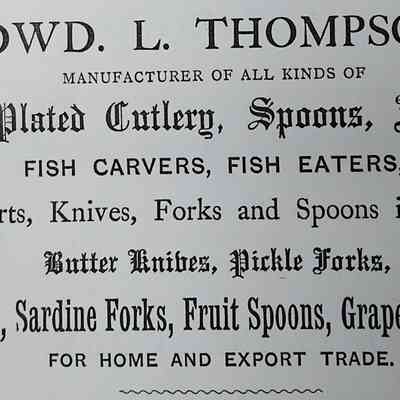 OWD. L. THOMPSO
MANUFACTURER OF ALL KINDS OF
Plated Cutlery, Spoons,
FISH CARVERS, FISH EATERS,
rts, Knives, Forks and Spoons i
Butter Knives, Pickle Forks,
, Sardine Forks, Fruit Spoons, Grape
FOR HOME AND EXPORT TRADE.